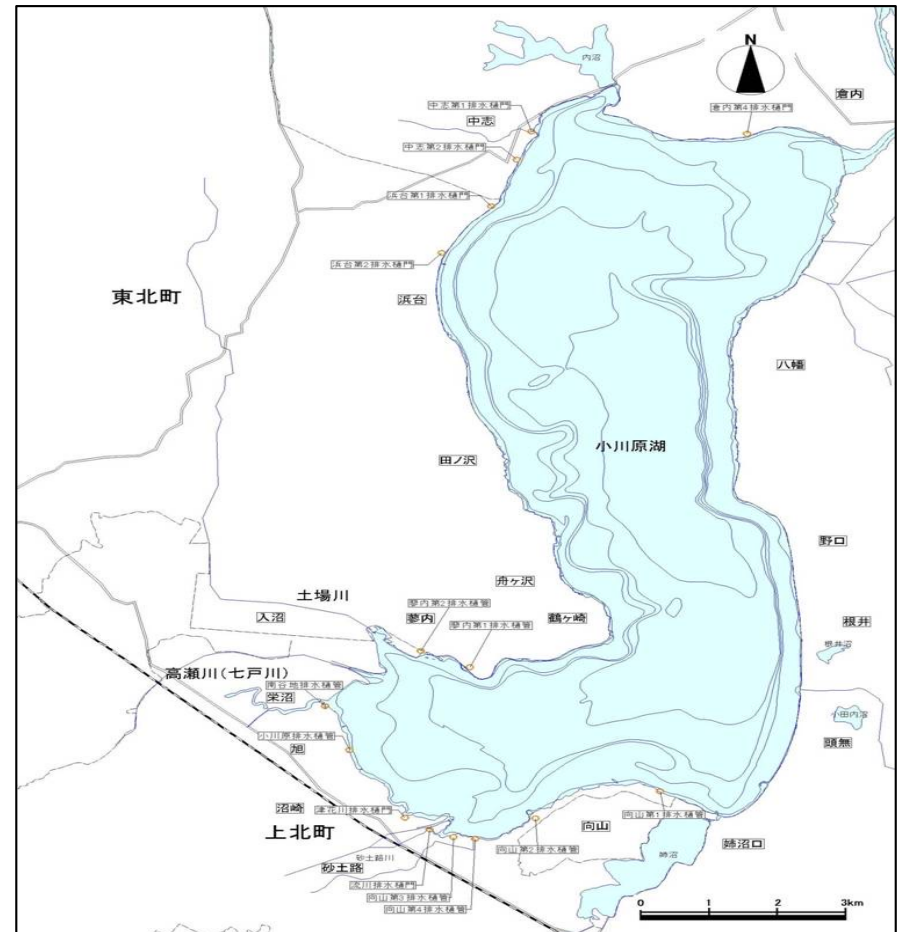 内沼
N
倉内
中志第1排水樋門
中志
倉内第4排水樋門
中志第2排水樋門
浜台第1排水樋門
浜台第2排水樋門
東北町
浜台
八幡
小川原湖
田ノ沢
野口
舟ヶ沢
土場川
蓼内第2排水樋管
入沼
蓼内
鶴ヶ崎
根井
蓼内第1排水樋管
根井沼
高瀬川(七戸川)
南谷地排水樋管
栄沼
小田内沼
小川原排水樋管
旭
頭無
沼崎
津花川排水樋門
向山第1排水樋管
上北町
向山
姉沼口
向山第2排水樋管
砂土路川
姉沼
砂土路
流川排水樋門
向山第3排水樋管
向山第4排水樋管
0 1 2 3km